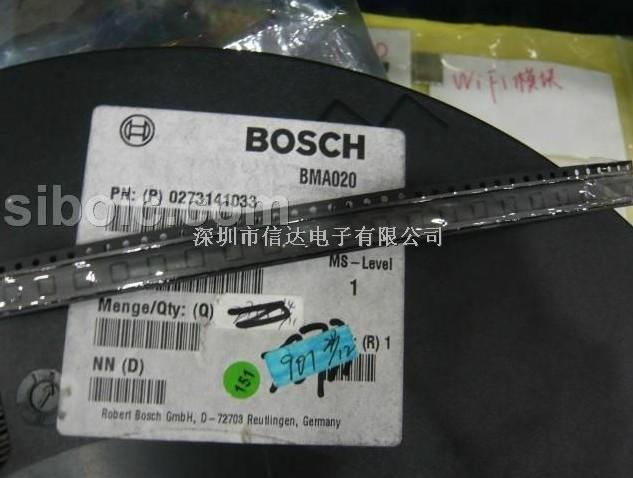 WiFi模块
BOSCH
BMA020
PN: (P) 0273141033
sibole.com
深圳市信达电子有限公司
MS-Level
1
Menge/Qty: (Q)
(R) 1
NN (D)
151
Robert Bosch GmbH, D-72703 Reutlingen, Germany